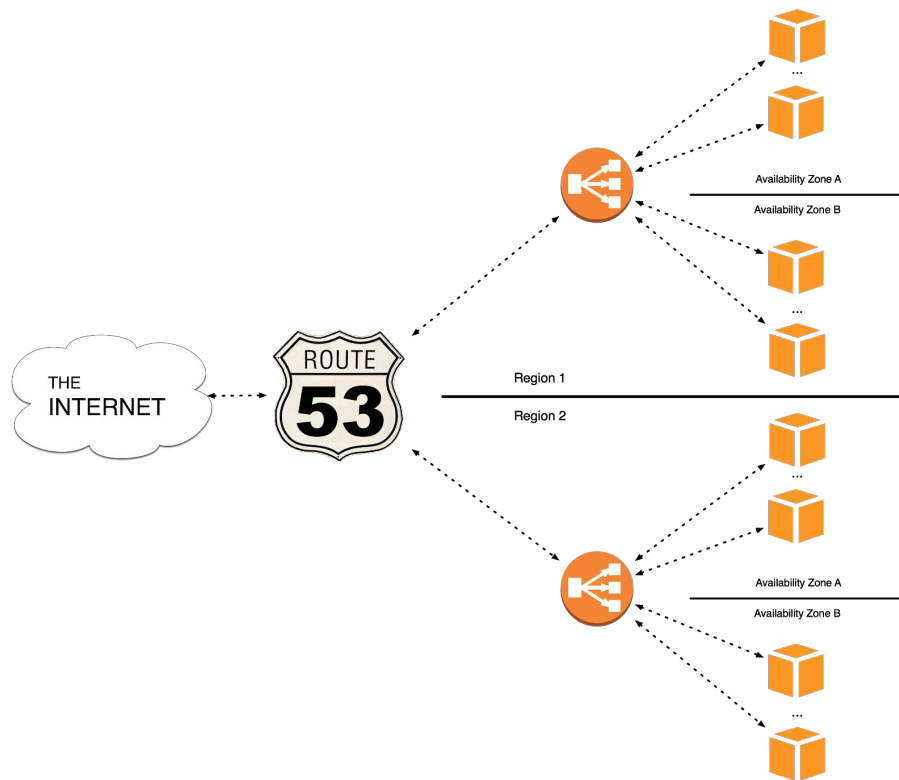 ...
Availability Zone A
Availability Zone B
...
THE
INTERNET
ROUTE
53
Region 1
Region 2
...
Availability Zone A
Availability Zone B
...